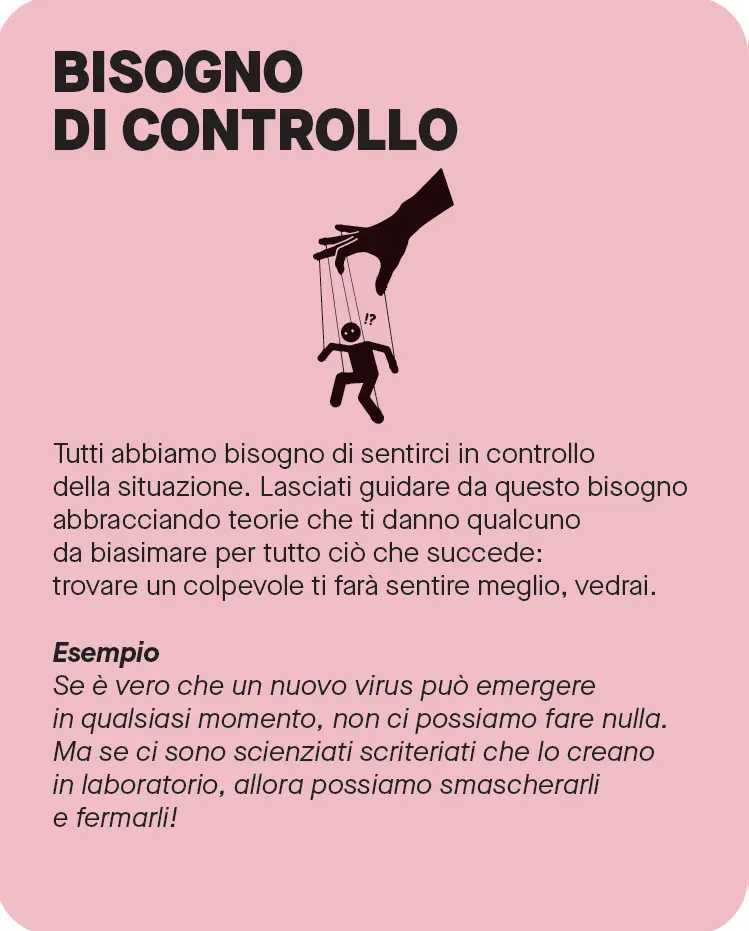 BISOGNO
DI CONTROLLO
!?
Tutti abbiamo bisogno di sentirci in controllo
della situazione. Lasciati guidare da questo bisogno
abbracciando teorie che ti danno qualcuno
da biasimare per tutto ciò che succede:
trovare un colpevole ti farà sentire meglio, vedrai.
Esempio
Se è vero che un nuovo virus può emergere
in qualsiasi momento, non ci possiamo fare nulla.
Ma se ci sono scienziati scriteriati che lo creano
in laboratorio, allora possiamo smascherarli
e fermarli!